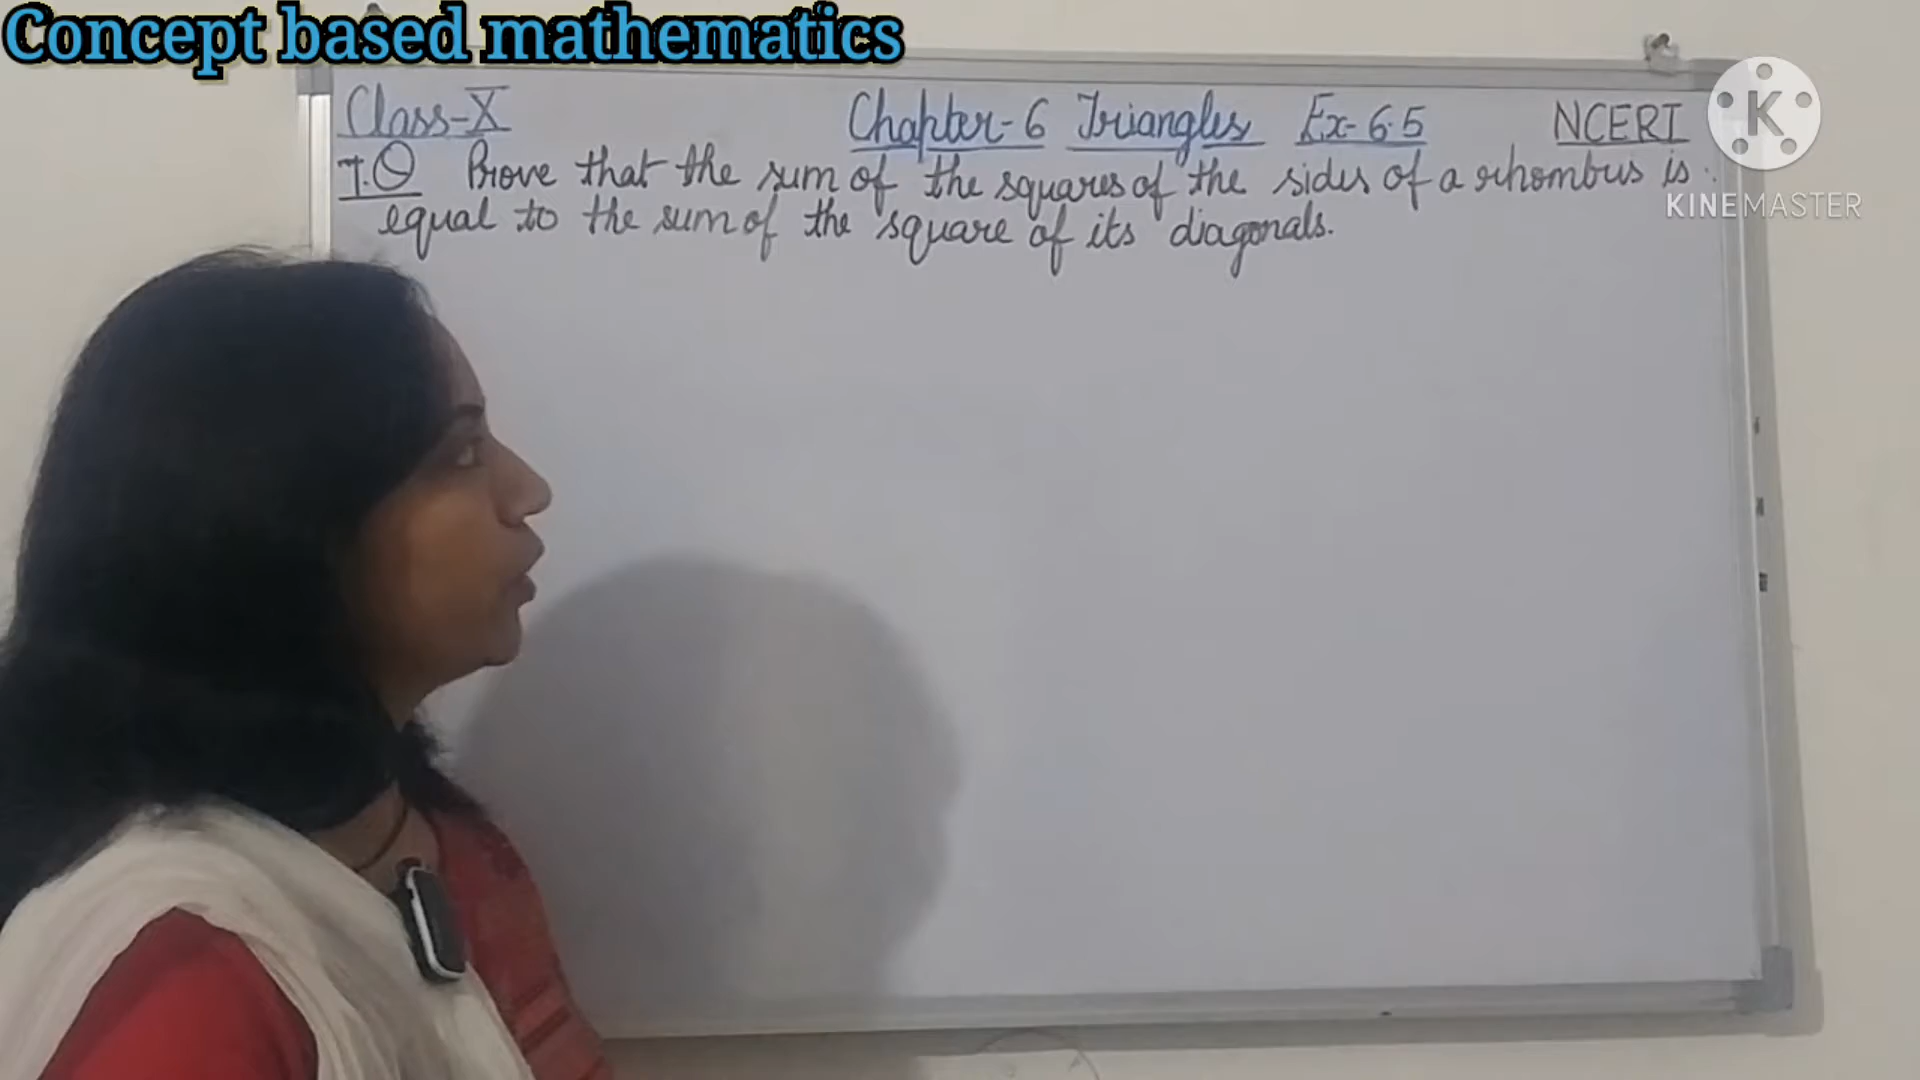 Concept based mathematics
Class-X Chapter-6 Triangles Ex-6.5 NCERT
7.Q Prove that the sum of the squares of the sides of a rhombus is
equal to the sum of the square of its diagonals.
K
KINEMASTER